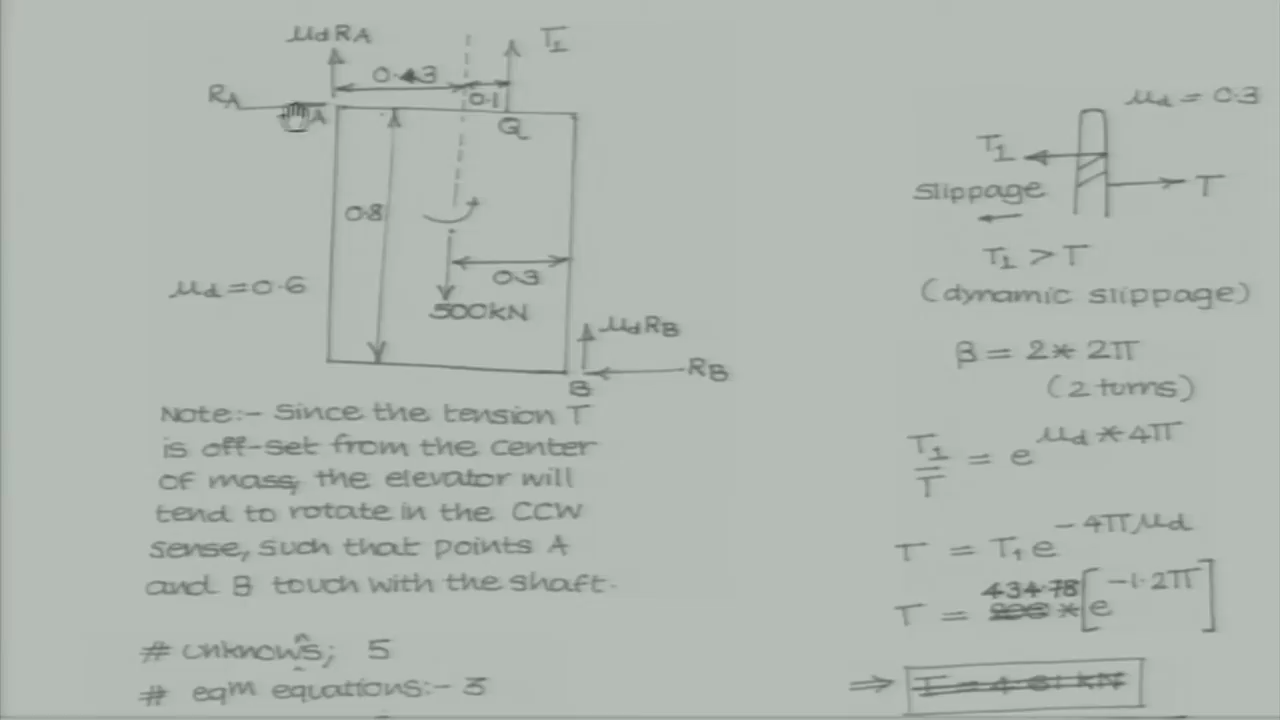 μdRA
T1
0.43
0.1
RA
A
Q
0.8
0.3
μd = 0.6
500kN
μdRB
RB
B
Note:- Since the tension T
is off-set from the center
of mass, the elevator will
tend to rotate in the CCW
sense, such that points A
and B touch with the shaft.
# unknows; 5
# eqm equations:- 3
μd = 0.3
T1
T
slippage
T1 > T
(dynamic slippage)
β = 2* 2π
(2 turns)
T1/T = e^μd*4π
T = T1 e^-4πμd
434.78
T = * [e^-1.2π]
⇒